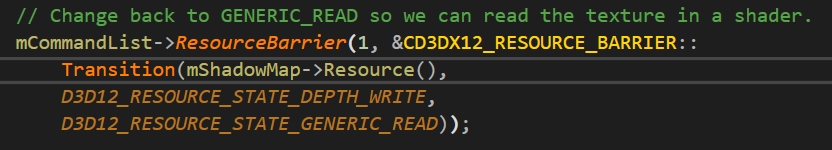 // Change back to GENERIC_READ so we can read the texture in a shader.
mCommandList->ResourceBarrier(1, &CD3DX12_RESOURCE_BARRIER::
Transition(mShadowMap->Resource(),
D3D12_RESOURCE_STATE_DEPTH_WRITE,
D3D12_RESOURCE_STATE_GENERIC_READ));